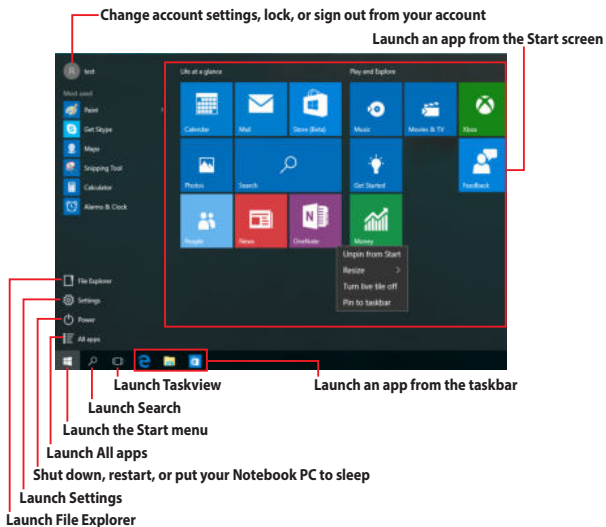 Change account settings, lock, or sign out from your account
Launch an app from the Start screen
test
Life at a glance
Play and Explore
Most used
Paint
Get Skype
Maps
Snipping Tool
Calculator
Alarms & Clock
Calendar
Mail
Store (Beta)
Music
Movies & TV
Xbox
Photos
Search
Get Started
Feedback
People
News
OneNote
Money
Unpin from Start
Resize
Turn live tile off
Pin to taskbar
File Explorer
Settings
Power
All apps
Launch Taskview
Launch an app from the taskbar
Launch Search
Launch the Start menu
Launch All apps
Shut down, restart, or put your Notebook PC to sleep
Launch Settings
Launch File Explorer